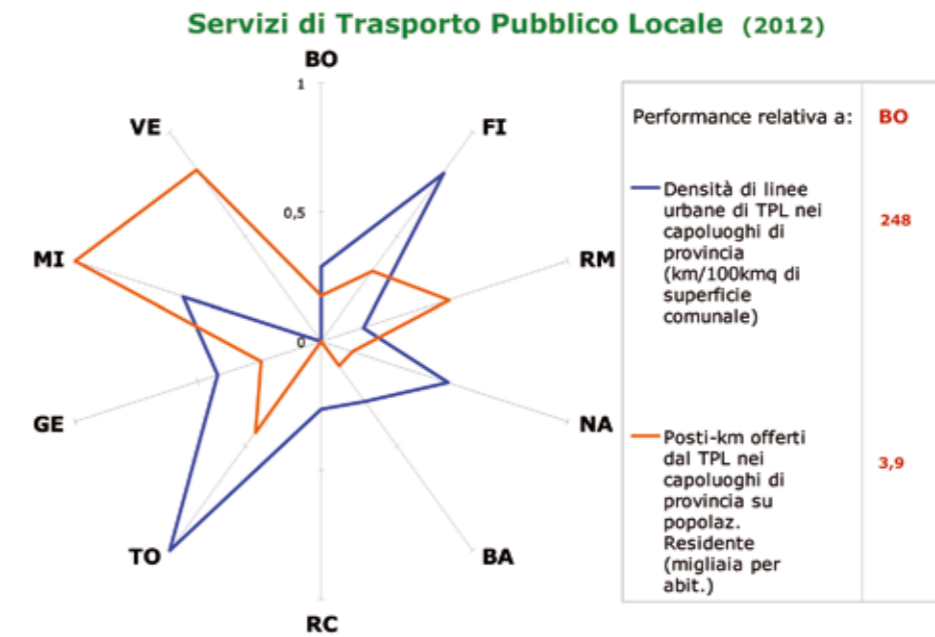 Servizi di Trasporto Pubblico Locale (2012)
BO
1
VE
FI
0,5
MI
RM
0
GE
NA
TO
BA
RC
Performance relativa a:
BO
Densità di linee
urbane di TPL nei
capoluoghi di
provincia
(km/100kmq di
superficie
comunale)
248
Posti-km offerti
dal TPL nei
capoluoghi di
provincia su
popolaz.
Residente
(migliaia per
abit.)
3,9